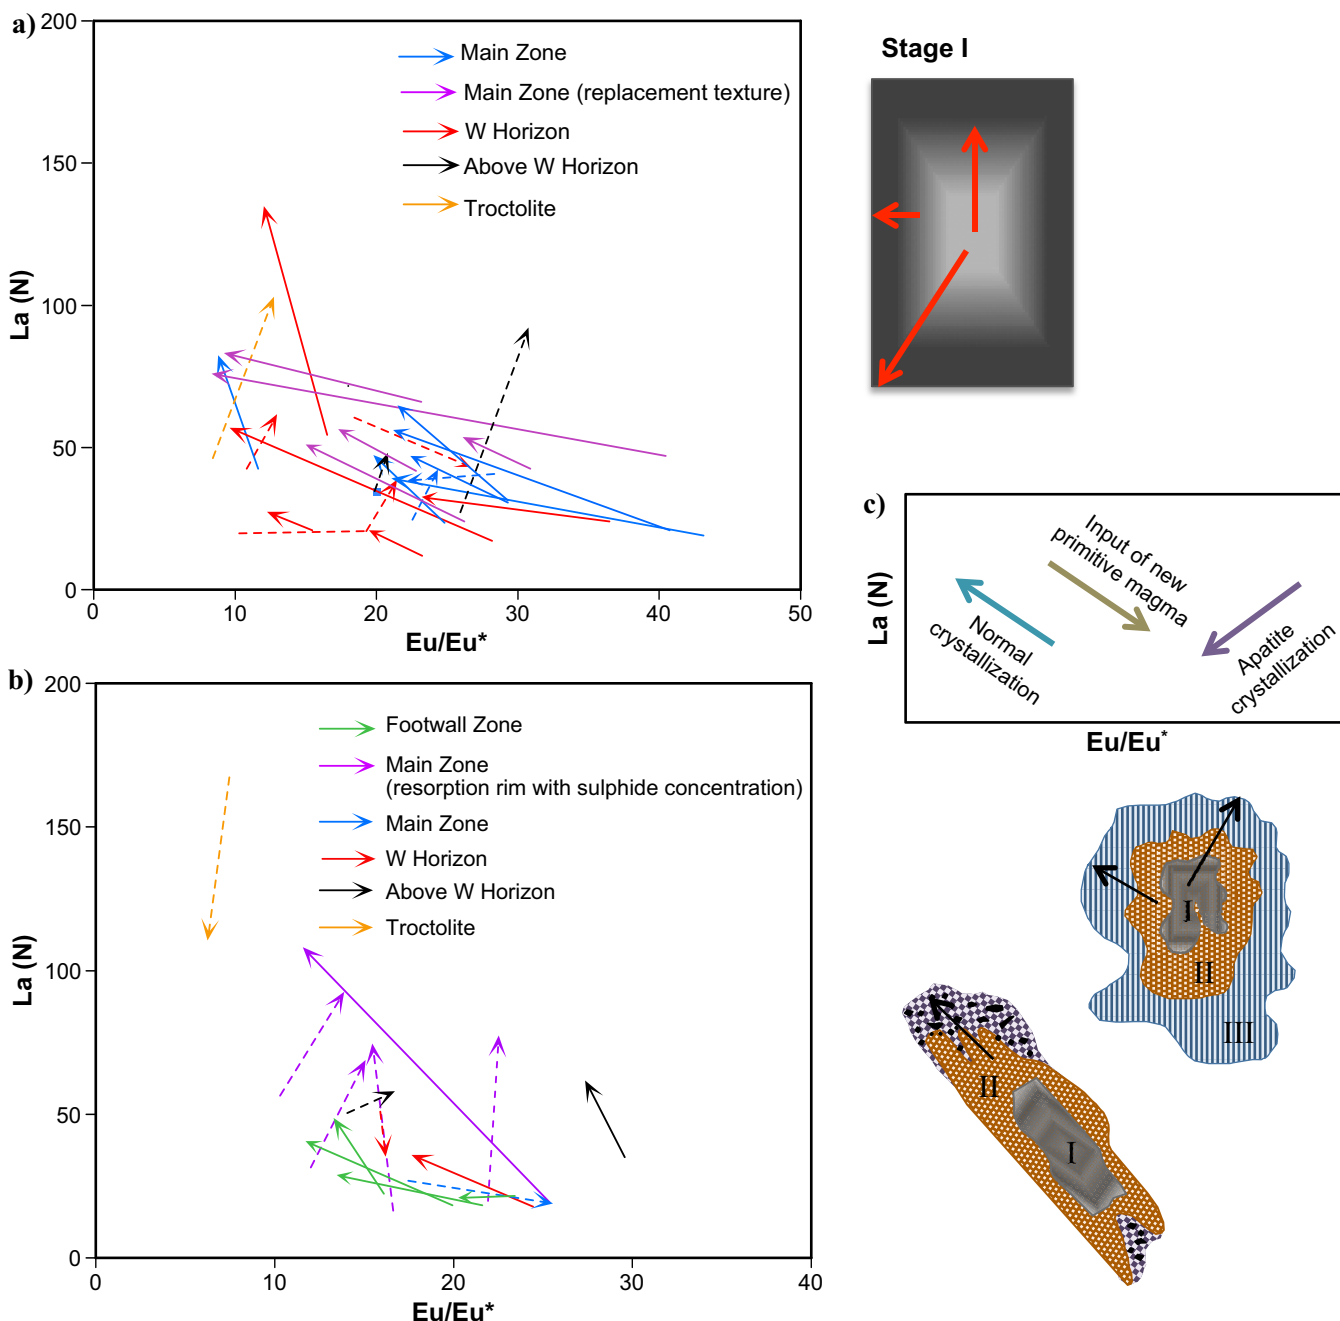 a)
200
150
100
50
0
La (N)
Main Zone
Main Zone (replacement texture)
W Horizon
Above W Horizon
Troctolite
0
10
20
30
40
50
Eu/Eu*
Stage I
c)
La (N)
Normal
crystallization
Input of new
primitive magma
Apatite
crystallization
Eu/Eu*
b)
200
150
100
50
0
La (N)
Footwall Zone
Main Zone
(resorption rim with sulphide concentration)
Main Zone
W Horizon
Above W Horizon
Troctolite
0
10
20
30
40
Eu/Eu*
I
II
III
II
I